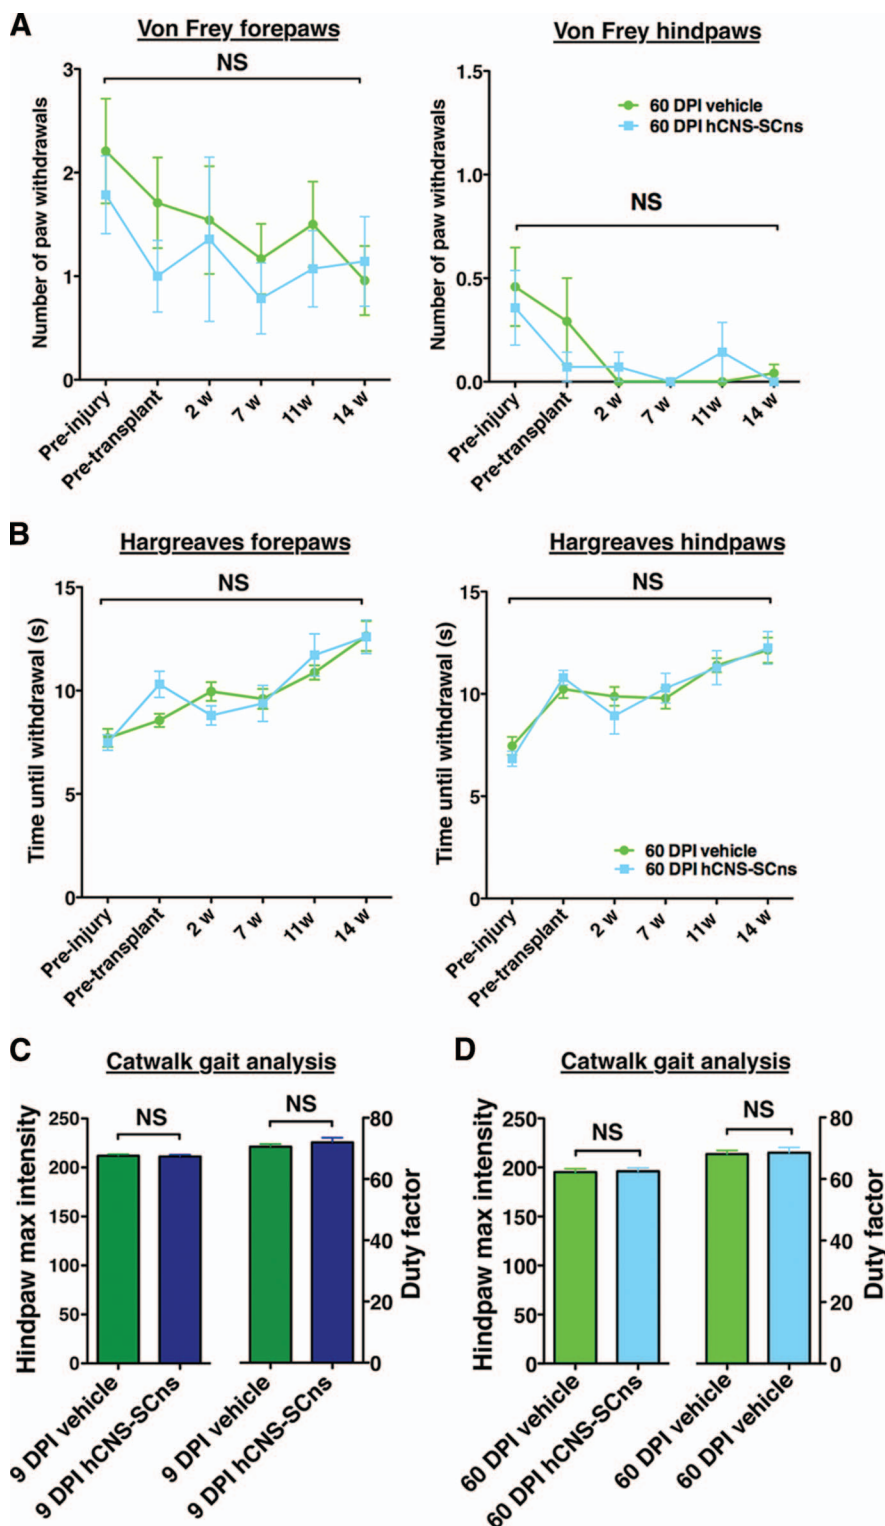 A
Von Frey forepaws
NS
Number of paw withdrawals
3
2
1
0
Pre-injury
Pre-transplant
2 w
7 w
11w
14 w
Von Frey hindpaws
60 DPI vehicle
60 DPI hCNS-SCns
NS
Number of paw withdrawals
1.5
1.0
0.5
0.0
Pre-injury
Pre-transplant
2 w
7 w
11w
14 w
B
Hargreaves forepaws
NS
Time until withdrawal (s)
15
10
5
0
Pre-injury
Pre-transplant
2 w
7 w
11w
14 w
Hargreaves hindpaws
NS
Time until withdrawal (s)
15
10
5
0
60 DPI vehicle
60 DPI hCNS-SCns
Pre-injury
Pre-transplant
2 w
7 w
11w
14 w
C
Catwalk gait analysis
NS
NS
Hindpaw max intensity
250
200
150
100
50
0
80
60
40
20
0
Duty factor
9 DPI vehicle
9 DPI hCNS-SCns
9 DPI vehicle
9 DPI hCNS-SCns
D
Catwalk gait analysis
NS
NS
Hindpaw max intensity
250
200
150
100
50
0
80
60
40
20
0
Duty factor
60 DPI vehicle
60 DPI hCNS-SCns
60 DPI vehicle
60 DPI vehicle